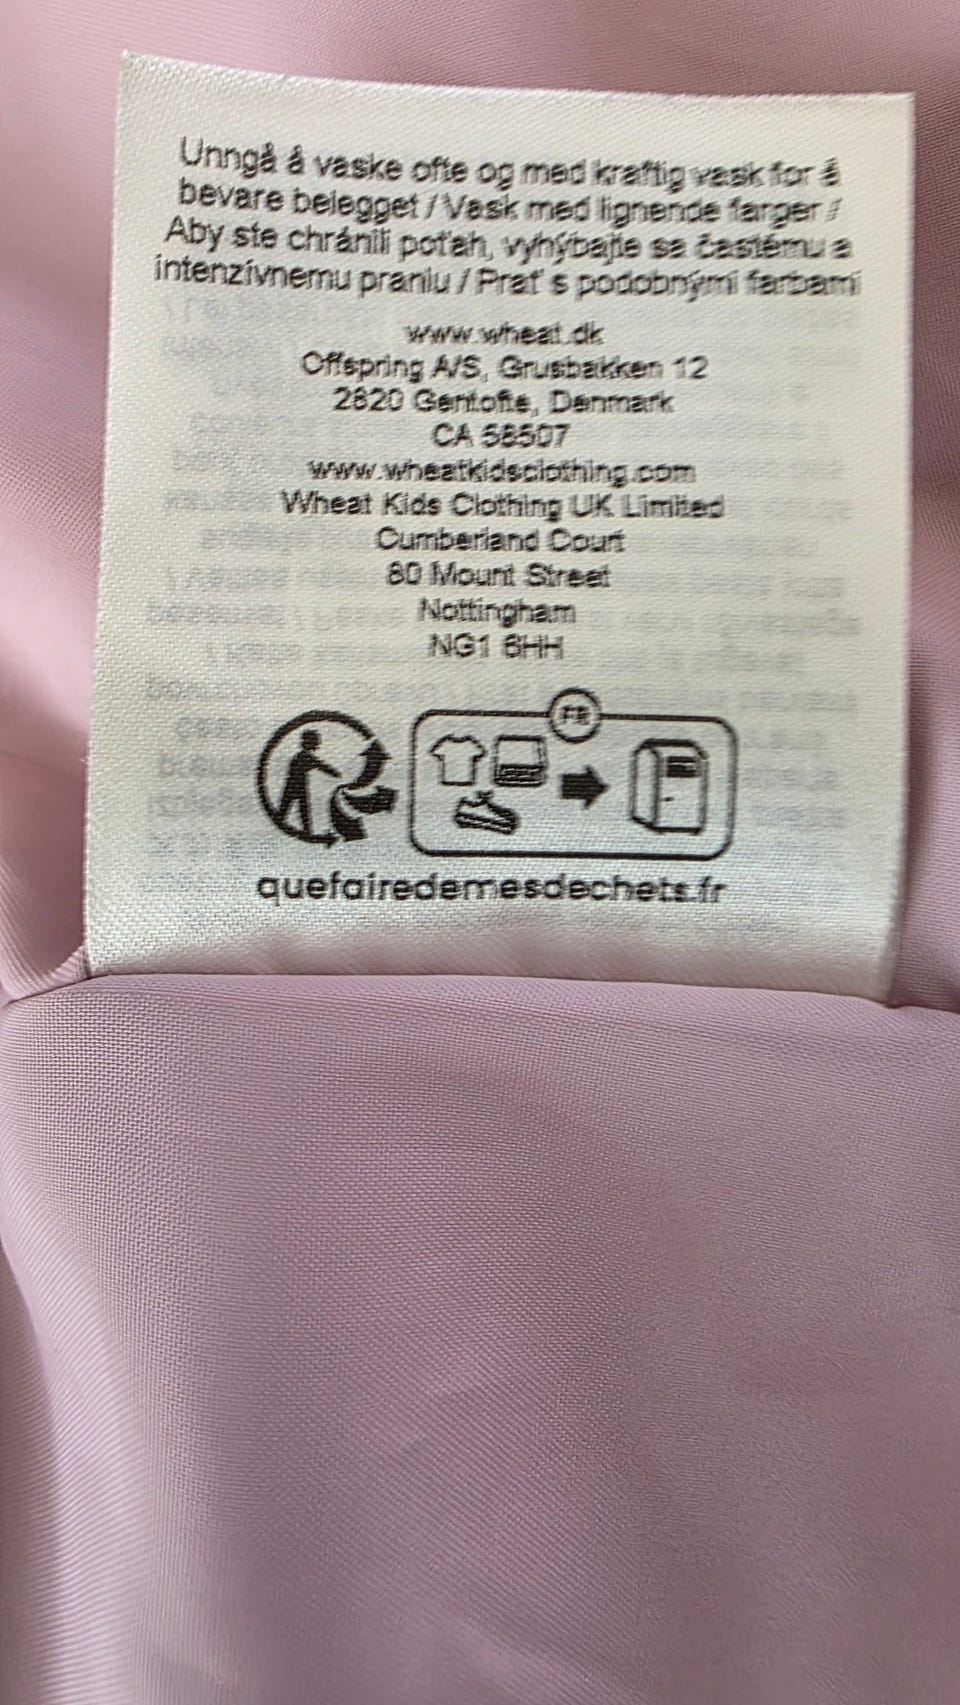 Unngå å vaske ofte og med kraftig vask for å
bevare belegget / Vask med lignende farger /
Aby ste chránili poťah, vyhýbajte sa častému a
intenzívnemu praniu / Prať s podobnými farbami
www.wheat.dk
Offspring A/S, Grusbakken 12
2820 Gentofte, Denmark
CA 58507
www.wheatkidsclothing.com
Wheat Kids Clothing UK Limited
Cumberland Court
80 Mount Street
Nottingham
NG1 6HH
FR
quefairedemesdechets.fr